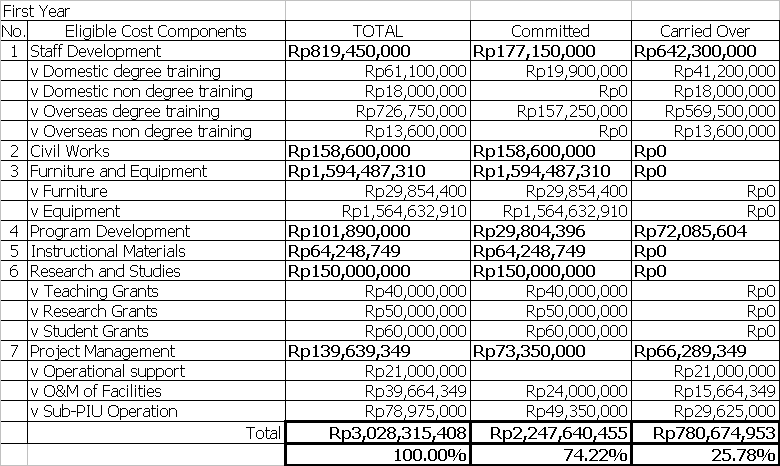 First Year
No. Eligible Cost Components TOTAL Committed Carried Over
1 Staff Development Rp819,450,000 Rp177,150,000 Rp642,300,000
v Domestic degree training Rp61,100,000 Rp19,900,000 Rp41,200,000
v Domestic non degree training Rp18,000,000 Rp0 Rp18,000,000
v Overseas degree training Rp726,750,000 Rp157,250,000 Rp569,500,000
v Overseas non degree training Rp13,600,000 Rp0 Rp13,600,000
2 Civil Works Rp158,600,000 Rp158,600,000 Rp0
3 Furniture and Equipment Rp1,594,487,310 Rp1,594,487,310 Rp0
v Furniture Rp29,854,400 Rp29,854,400 Rp0
v Equipment Rp1,564,632,910 Rp1,564,632,910 Rp0
4 Program Development Rp101,890,000 Rp29,804,396 Rp72,085,604
5 Instructional Materials Rp64,248,749 Rp64,248,749 Rp0
6 Research and Studies Rp150,000,000 Rp150,000,000 Rp0
v Teaching Grants Rp40,000,000 Rp40,000,000 Rp0
v Research Grants Rp50,000,000 Rp50,000,000 Rp0
v Student Grants Rp60,000,000 Rp60,000,000 Rp0
7 Project Management Rp139,639,349 Rp73,350,000 Rp66,289,349
v Operational support Rp21,000,000 Rp21,000,000
v O&M of Facilities Rp39,664,349 Rp24,000,000 Rp15,664,349
v Sub-PIU Operation Rp78,975,000 Rp49,350,000 Rp29,625,000
Total Rp3,028,315,408 Rp2,247,640,455 Rp780,674,953
100.00% 74.22% 25.78%